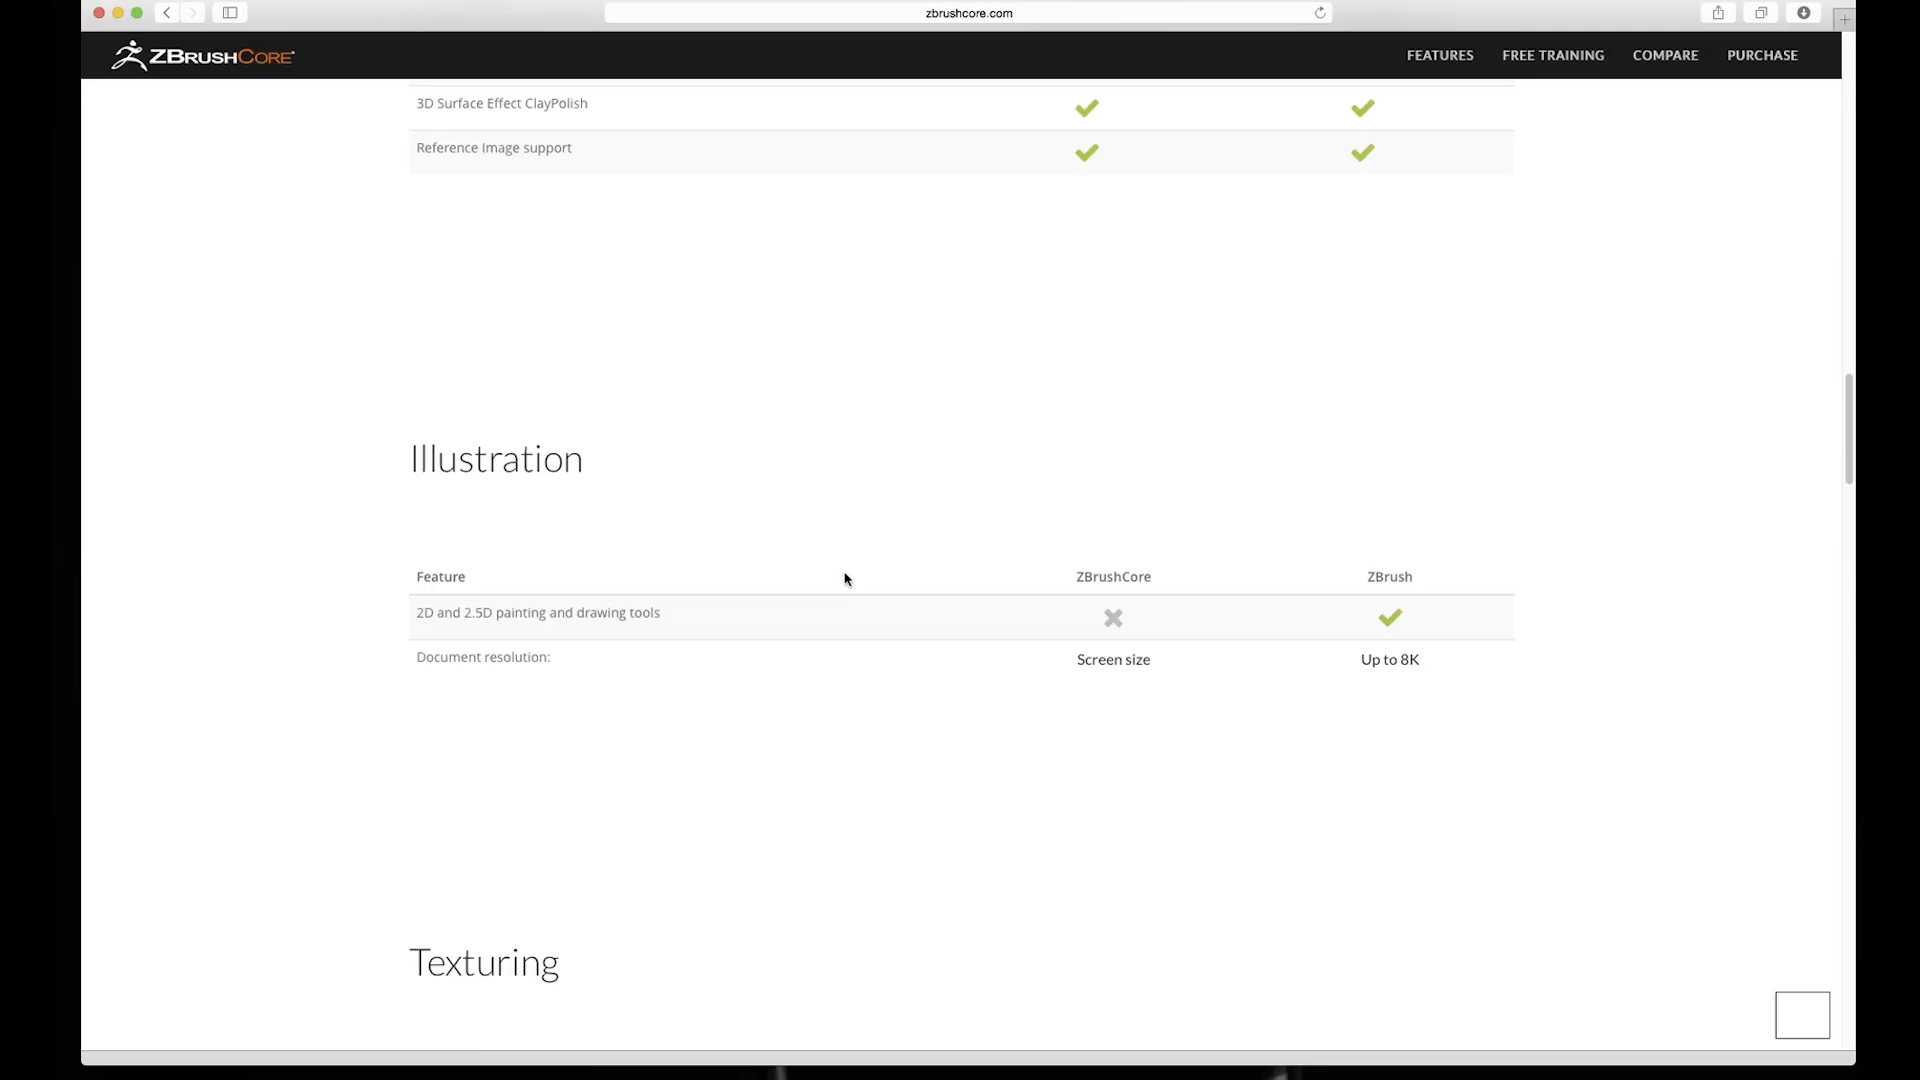 zbrushcore.com
ZBRUSHCORE
FEATURES FREE TRAINING COMPARE PURCHASE
3D Surface Effect ClayPolish
Reference Image support
Illustration
Feature ZBrushCore ZBrush
2D and 2.5D painting and drawing tools
Document resolution: Screen size Up to 8K
Texturing